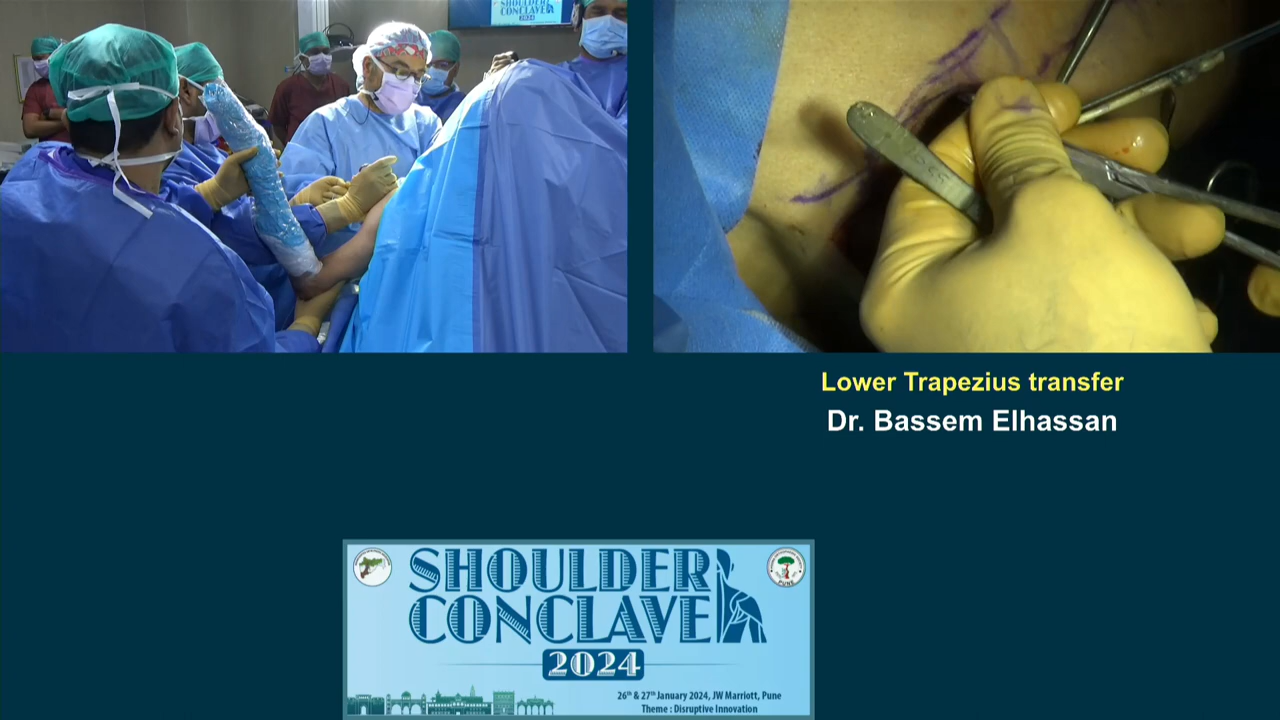 SHOULDER
CONCLAVE
2024
Lower Trapezius transfer
Dr. Bassem Elhassan
SHOULDER
CONCLAVE
2024
26th & 27th January 2024, JW Marriott, Pune
Theme : Disruptive Innovation
PUNE